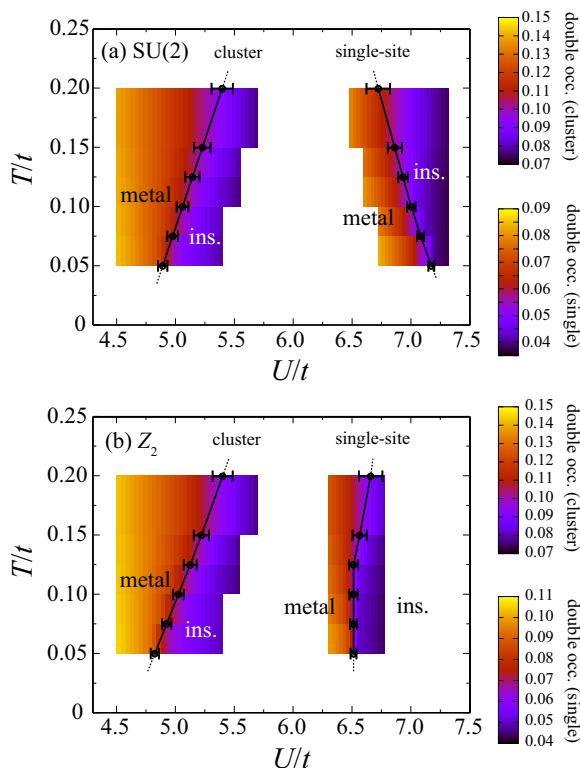 (a) SU(2)
cluster
single-site
metal
ins.
metal
ins.
0.20
0.15
0.10
0.05
0
T/t
4.5 5.0 5.5 6.0 6.5 7.0 7.5
U/t
0.15
0.14
0.13
0.12
0.11
0.10
0.09
0.08
0.07
double occ. (cluster)
0.09
0.08
0.07
0.06
0.05
0.04
double occ. (single)
0.25
(b) Z2
cluster
single-site
metal
ins.
metal
ins.
0.20
0.15
0.10
0.05
0
T/t
4.5 5.0 5.5 6.0 6.5 7.0 7.5
U/t
0.15
0.14
0.13
0.12
0.11
0.10
0.09
0.08
0.07
double occ. (cluster)
0.11
0.10
0.09
0.08
0.07
0.06
0.05
0.04
double occ. (single)